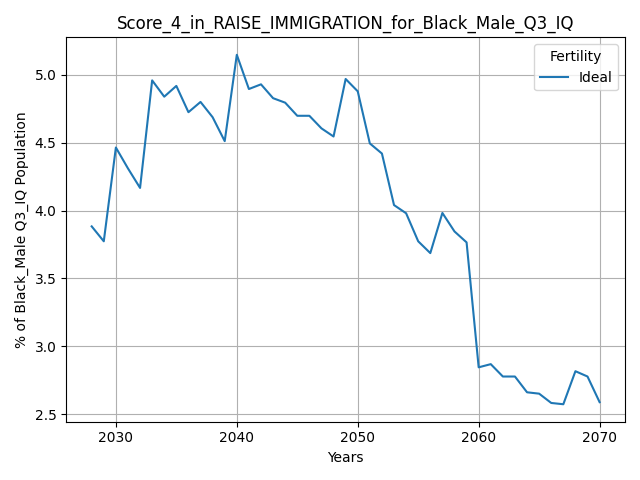 Score_4_in_RAISE_IMMIGRATION_for_Black_Male_Q3_IQ
Fertility
Ideal
% of Black_Male Q3_IQ Population
5.0
4.5
4.0
3.5
3.0
2.5
2030 2040 2050 2060 2070
Years